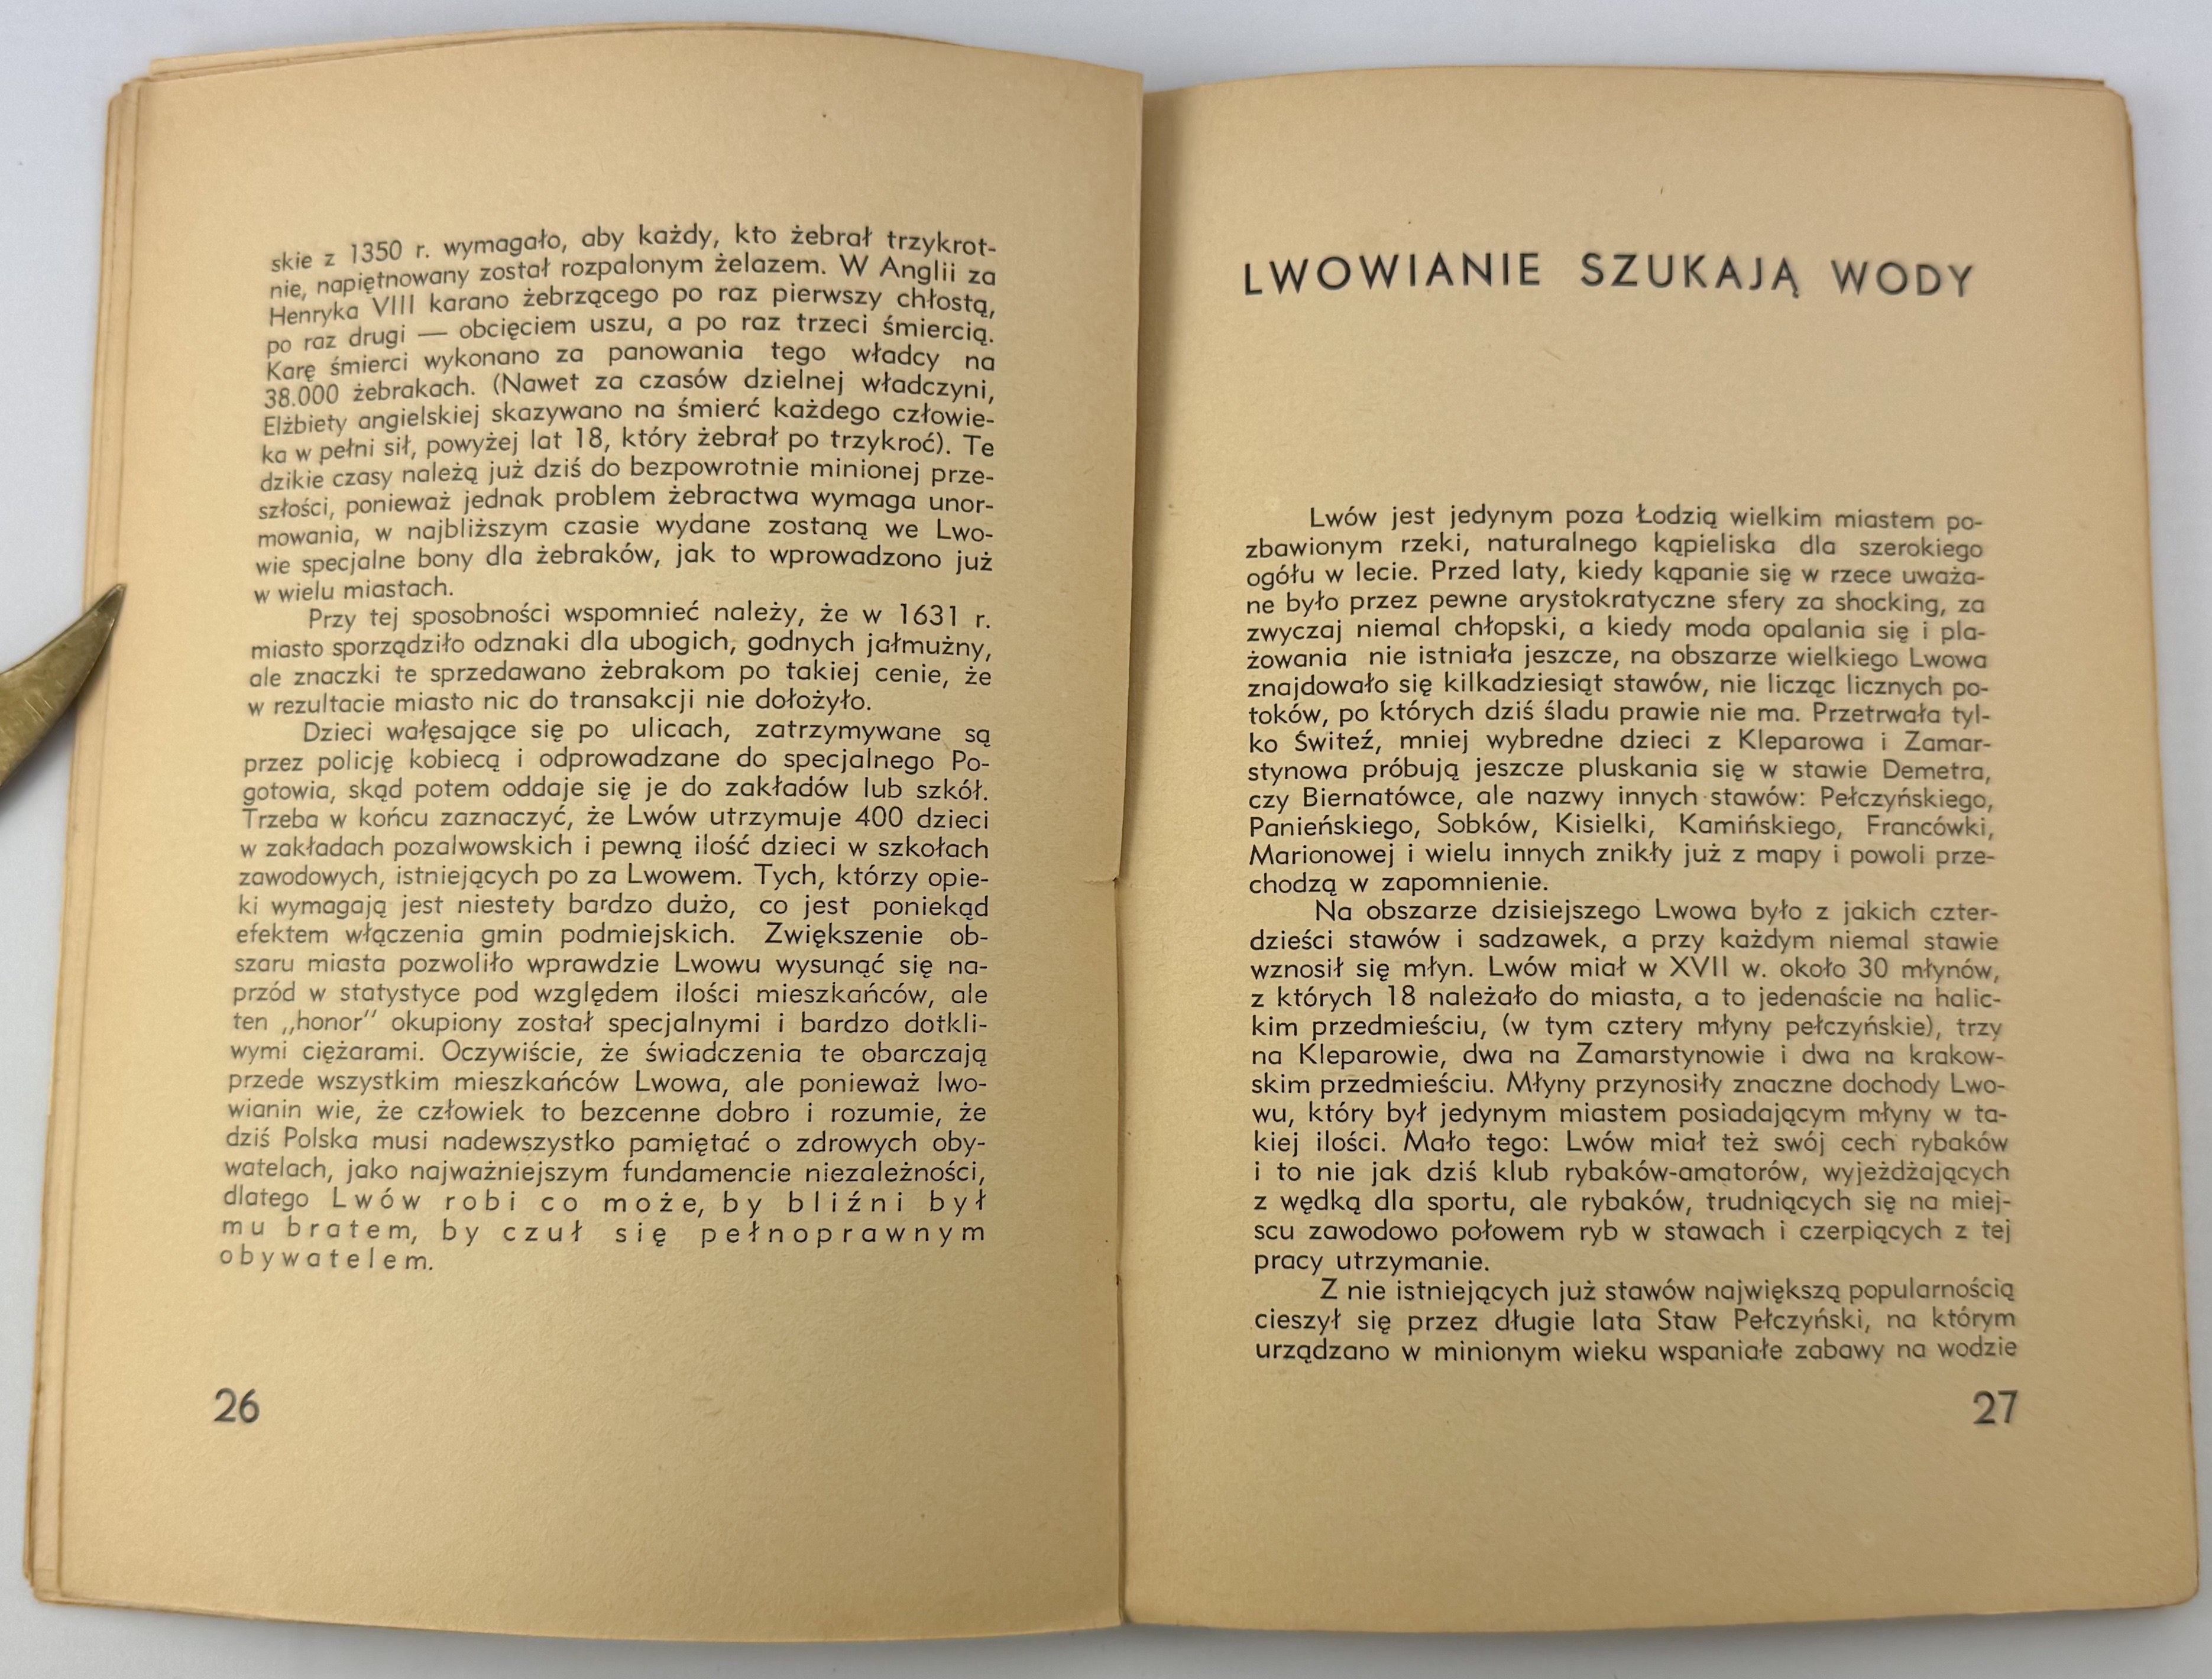 skie z 1350 r. wymagało, aby każdy, kto żebrał trzykrot-
nie, napiętnowany został rozpalonym żelazem. W Anglii za
Henryka VIII karano żebrzącego po raz pierwszy chłostą,
po raz drugi — obcięciem uszu, a po raz trzeci śmiercią.
Karę śmierci wykonano za panowania tego władcy na
38.000 żebrakach. (Nawet za czasów dzielnej władczyni,
Elżbiety angielskiej skazywano na śmierć każdego człowie-
ka w pełni sił, powyżej lat 18, który żebrał po trzykroć). Te
dzikie czasy należą już dziś do bezpowrotnie minionej prze-
szłości, ponieważ jednak problem żebractwa wymaga unor-
mowania, w najbliższym czasie wydane zostaną we Lwo-
wie specjalne bony dla żebraków, jak to wprowadzono już
w wielu miastach.
Przy tej sposobności wspomnieć należy, że w 1631 r.
miasto sporządziło odznaki dla ubogich, godnych jałmużny,
ale znaczki te sprzedawano żebrakom po takiej cenie, że
w rezultacie miasto nic do transakcji nie dołożyło.
Dzieci wałęsające się po ulicach, zatrzymywane są
przez policję kobiecą i odprowadzane do specjalnego Po-
gotowia, skąd potem oddaje się je do zakładów lub szkół.
Trzeba w końcu zaznaczyć, że Lwów utrzymuje 400 dzieci
w zakładach pozalwowskich i pewną ilość dzieci w szkołach
zawodowych, istniejących po za Lwowem. Tych, którzy opie-
ki wymagają jest niestety bardzo dużo, co jest poniekąd
efektem włączenia gmin podmiejskich. Zwiększenie ob-
szaru miasta pozwoliło wprawdzie Lwowu wysunąć się na-
przód w statystyce pod względem ilości mieszkańców, ale
ten „honor" okupiony został specjalnymi i bardzo dotkli-
wymi ciężarami. Oczywiście, że świadczenia te obarczają
przede wszystkim mieszkańców Lwowa, ale ponieważ lwo-
wianin wie, że człowiek to bezcenne dobro i rozumie, że
dziś Polska musi nadewszystko pamiętać o zdrowych oby-
watelach, jako najważniejszym fundamencie niezależności,
dlatego Lwów robi co może, by bliźni był
mu bratem, by czuł się pełnoprawnym
obywatelem.
26
LWOWIANIE SZUKAJĄ WODY
Lwów jest jedynym poza Łodzią wielkim miastem po-
zbawionym rzeki, naturalnego kąpieliska dla szerokiego
ogółu w lecie. Przed laty, kiedy kąpanie się w rzece uważa-
ne było przez pewne arystokratyczne sfery za shocking, za
zwyczaj niemal chłopski, a kiedy moda opalania się i pla-
żowania nie istniała jeszcze, na obszarze wielkiego Lwowa
znajdowało się kilkadziesiąt stawów, nie licząc licznych po-
toków, po których dziś śladu prawie nie ma. Przetrwała tyl-
ko Świteź, mniej wybredne dzieci z Kleparowa i Zamar-
stynowa próbują jeszcze pluskania się w stawie Demetra,
czy Biernatówce, ale nazwy innych stawów: Pełczyńskiego,
Panieńskiego, Sobków, Kisielki, Kamińskiego, Francówki,
Marionowej i wielu innych znikły już z mapy i powoli prze-
chodzą w zapomnienie.
Na obszarze dzisiejszego Lwowa było z jakich czter-
dzieści stawów i sadzawek, a przy każdym niemal stawie
wznosił się młyn. Lwów miał w XVII w. około 30 młynów,
z których 18 należało do miasta, a to jedenaście na halic-
kim przedmieściu, (w tym cztery młyny pełczyńskie), trzy
na Kleparowie, dwa na Zamarstynowie i dwa na krakow-
skim przedmieściu. Młyny przynosiły znaczne dochody Lwo-
wu, który był jedynym miastem posiadającym młyny w ta-
kiej ilości. Mało tego: Lwów miał też swój cech rybaków
i to nie jak dziś klub rybaków-amatorów, wyjeżdżających
z wędką dla sportu, ale rybaków, trudniących się na miej-
scu zawodowo połowem ryb w stawach i czerpiących z tej
pracy utrzymanie.
Z nie istniejących już stawów największą popularnością
cieszył się przez długie lata Staw Pełczyński, na którym
urządzano w minionym wieku wspaniałe zabawy na wodzie
27